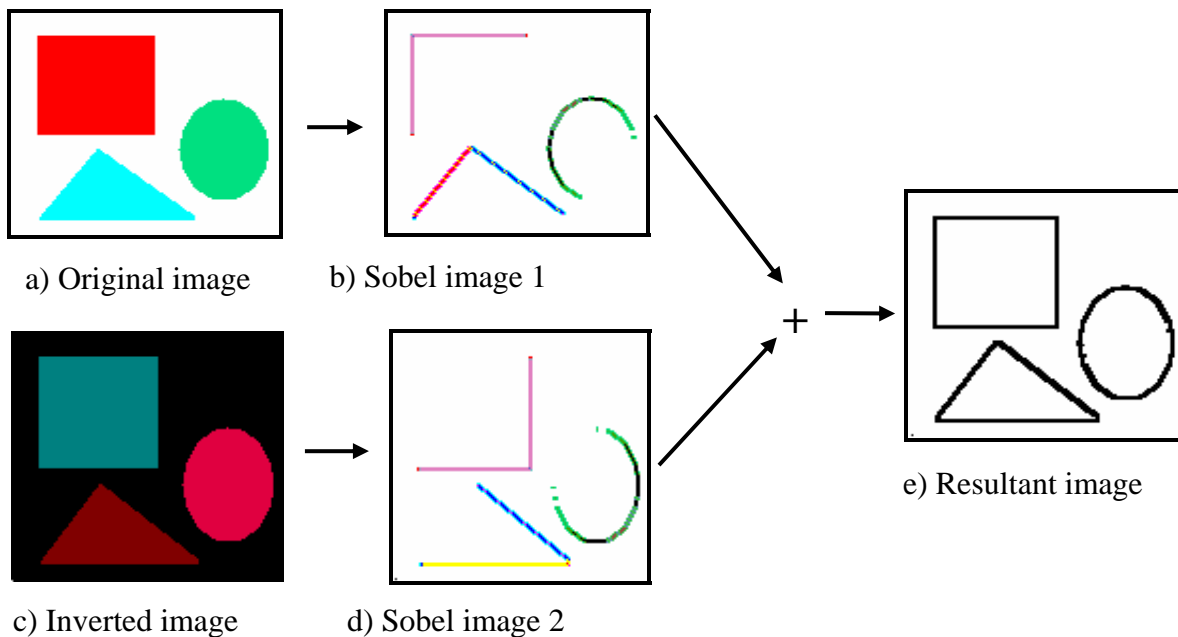 a) Original image
b) Sobel image 1
+
c) Inverted image
d) Sobel image 2
e) Resultant image